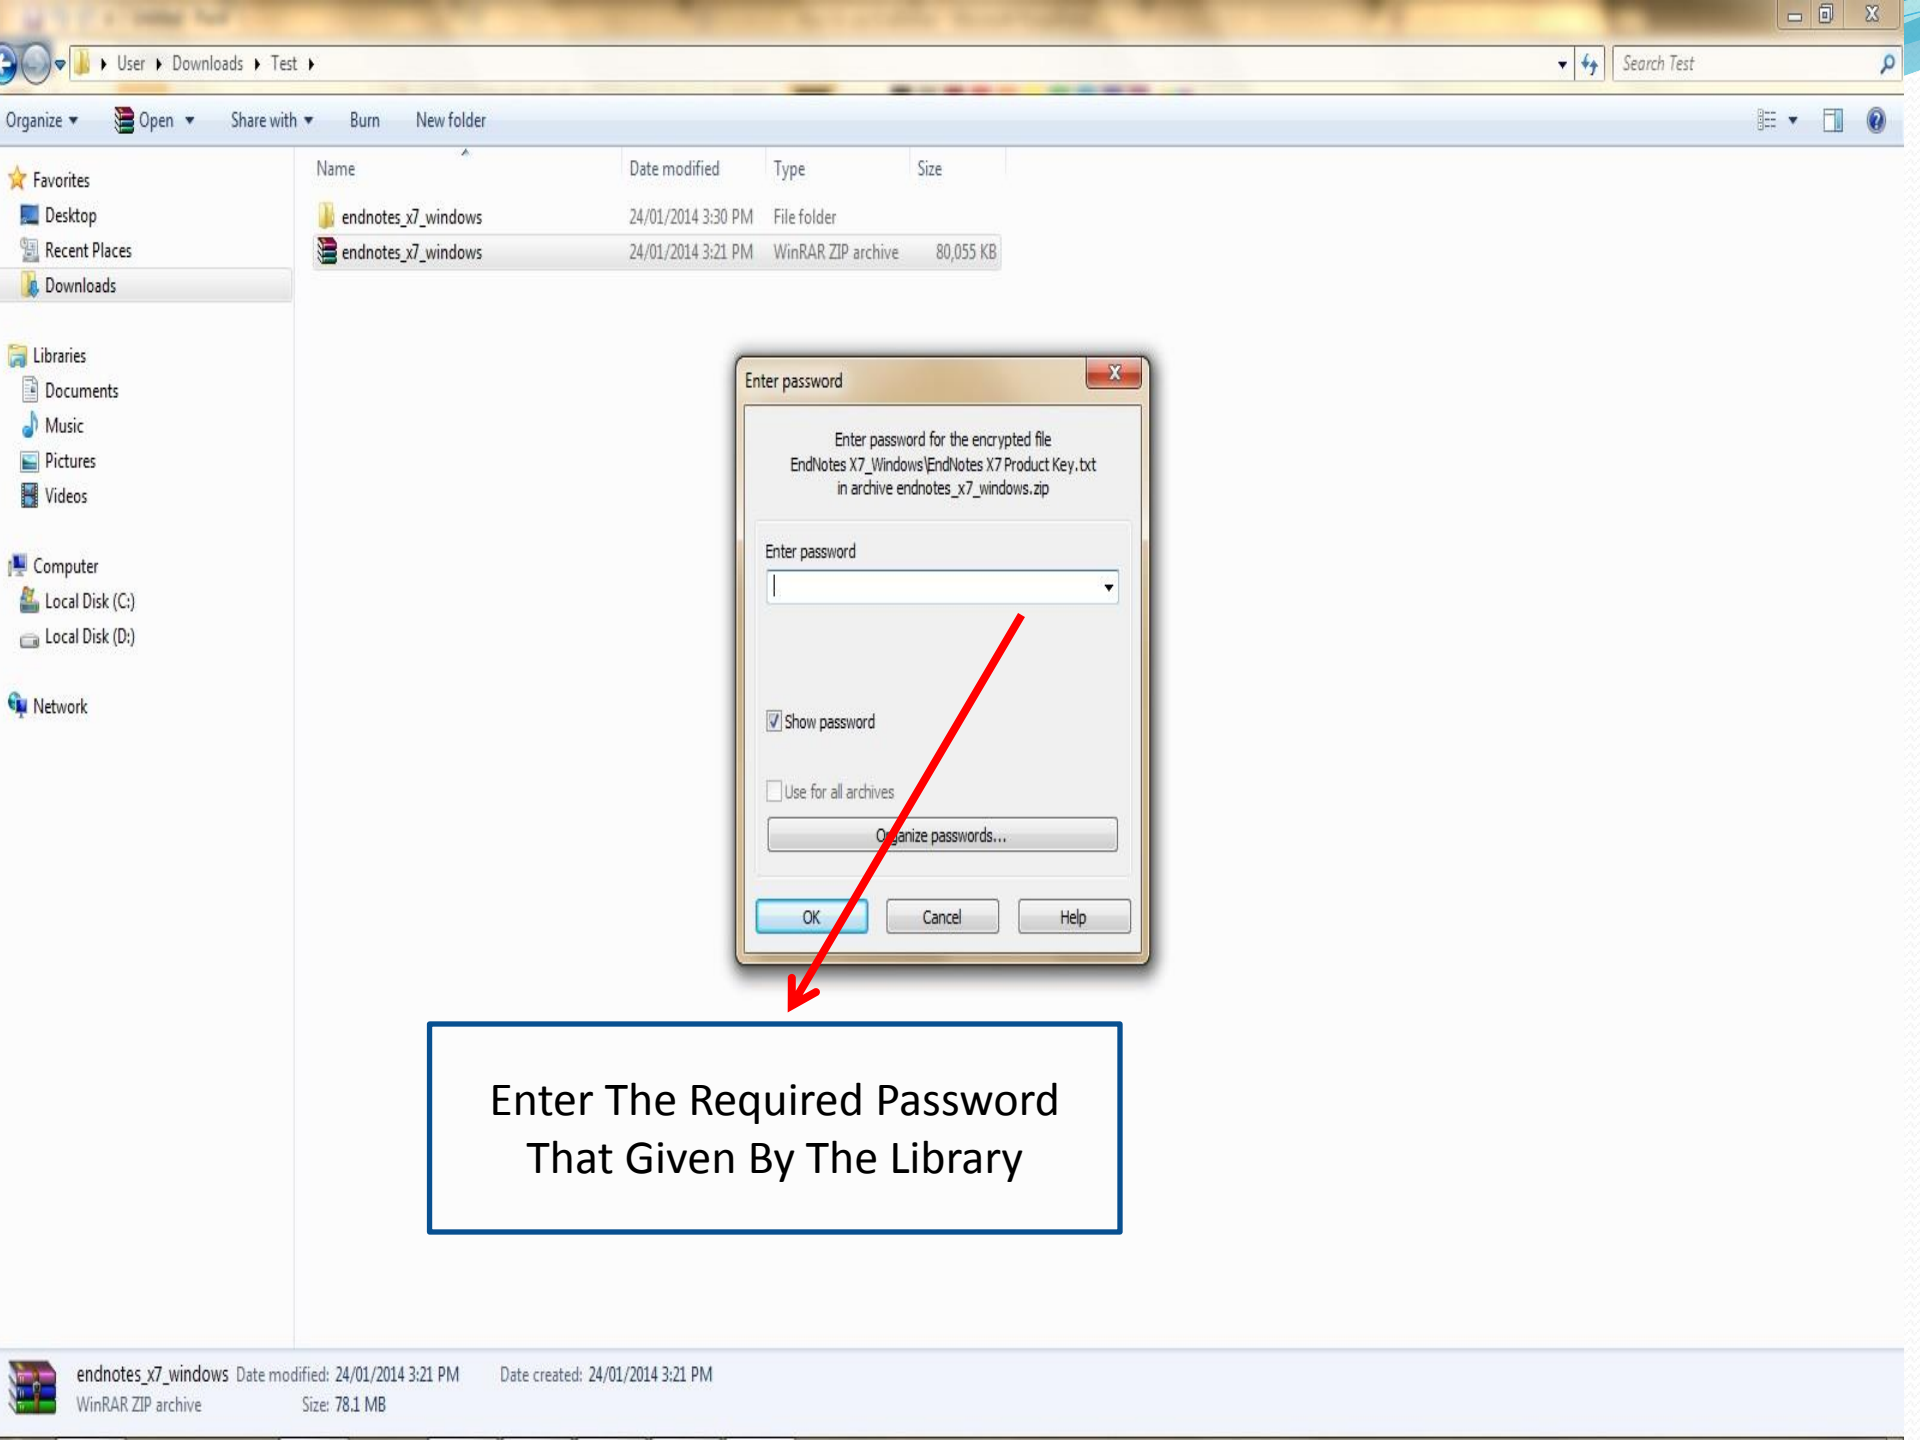 User Downloads Test
Search Test
Organize Open Share with Burn New folder
Name Date modified Type Size
Favorites
Desktop
Recent Places
Downloads
Libraries
Documents
Music
Pictures
Videos
Computer
Local Disk (C:)
Local Disk (D:)
Network
endnotes_x7_windows 24/01/2014 3:30 PM File folder
endnotes_x7_windows 24/01/2014 3:21 PM WinRAR ZIP archive 80,055 KB
Enter password
Enter password for the encrypted file
EndNotes X7_Windows\EndNotes X7 Product Key.txt
in archive endnotes_x7_windows.zip
Enter password
Show password
Use for all archives
Organize passwords...
OK Cancel Help
Enter The Required Password
That Given By The Library
endnotes_x7_windows Date modified: 24/01/2014 3:21 PM Date created: 24/01/2014 3:21 PM
WinRAR ZIP archive Size: 78.1 MB